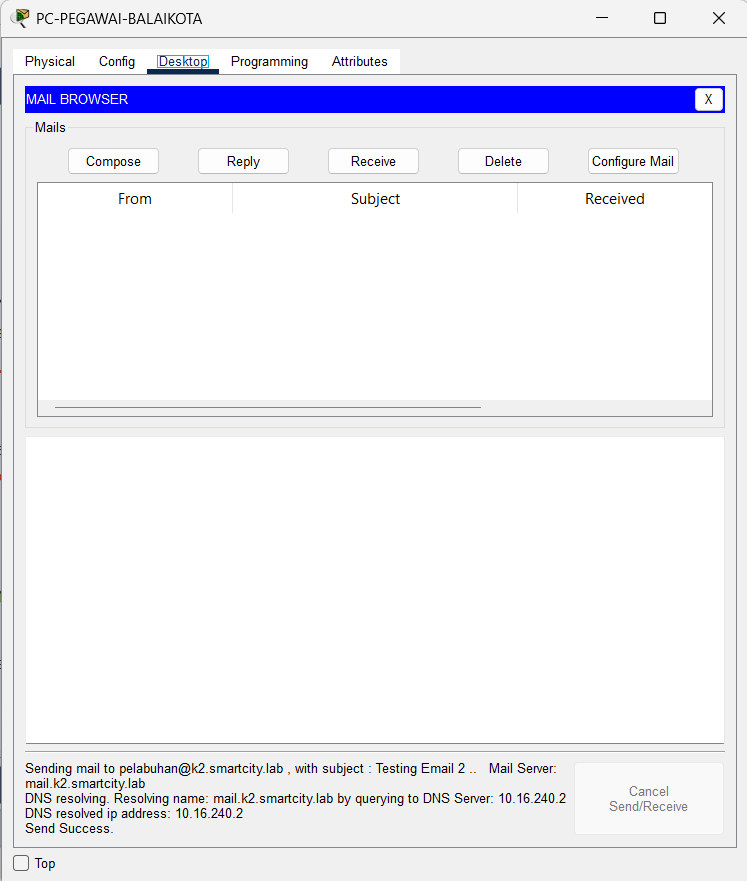 PC-PEGAWAI-BALAIKOTA
Physical Config Desktop Programming Attributes
MAIL BROWSER X
Mails
Compose Reply Receive Delete Configure Mail
From Subject Received
Sending mail to pelabuhan@k2.smartcity.lab , with subject : Testing Email 2 .. Mail Server:
mail.k2.smartcity.lab
DNS resolving. Resolving name: mail.k2.smartcity.lab by querying to DNS Server: 10.16.240.2
DNS resolved ip address: 10.16.240.2
Send Success.
Cancel
Send/Receive
Top